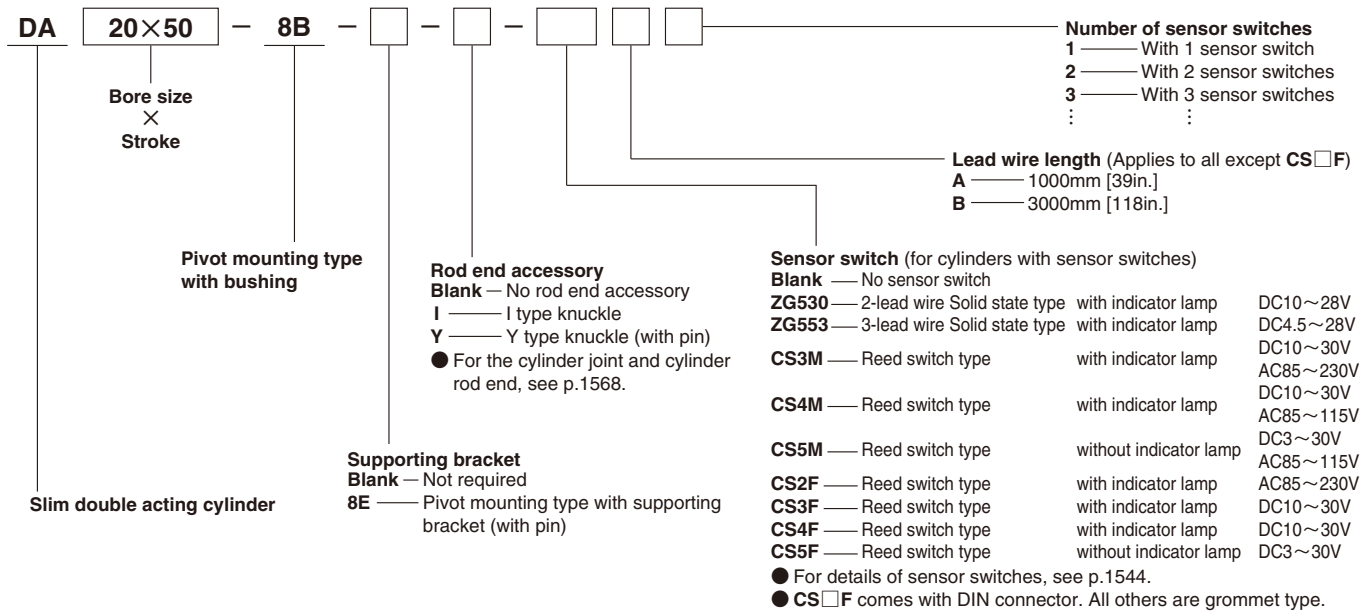 DA 20×50 − 8B − □ − □ − □ □ □
Number of sensor switches
1 With 1 sensor switch
2 With 2 sensor switches
3 With 3 sensor switches
⋮ ⋮
Bore size
×
Stroke
Lead wire length (Applies to all except CS□F)
A 1000mm [39in.]
B 3000mm [118in.]
Pivot mounting type
with bushing
Rod end accessory
Blank — No rod end accessory
I I type knuckle
Y Y type knuckle (with pin)
● For the cylinder joint and cylinder
rod end, see p.1568.
Sensor switch (for cylinders with sensor switches)
Blank — No sensor switch
ZG530 — 2-lead wire Solid state type with indicator lamp DC10～28V
ZG553 — 3-lead wire Solid state type with indicator lamp DC4.5～28V
CS3M — Reed switch type with indicator lamp DC10～30V
AC85～230V
CS4M — Reed switch type with indicator lamp DC10～30V
AC85～115V
CS5M — Reed switch type without indicator lamp DC3～30V
AC85～115V
CS2F — Reed switch type with indicator lamp AC85～230V
CS3F — Reed switch type with indicator lamp DC10～30V
CS4F — Reed switch type with indicator lamp DC10～30V
CS5F — Reed switch type without indicator lamp DC3～30V
● For details of sensor switches, see p.1544.
● CS□F comes with DIN connector. All others are grommet type.
Supporting bracket
Blank — Not required
8E — Pivot mounting type with supporting
bracket (with pin)
Slim double acting cylinder